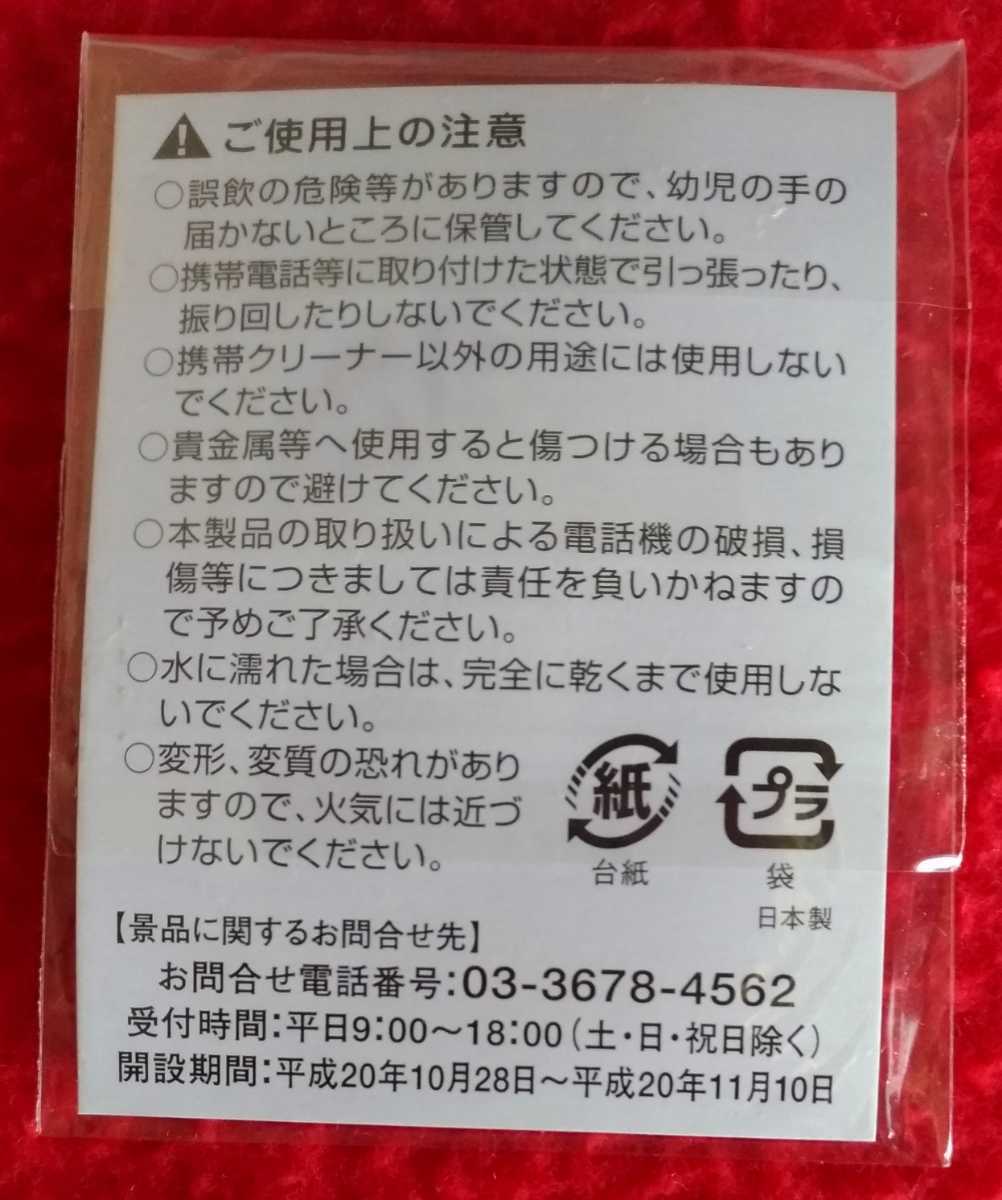 ご使用上の注意
○誤飲の危険等がありますので、幼児の手の
届かないところに保管してください。
○携帯電話等に取り付けた状態で引っ張ったり、
振り回したりしないでください。
○携帯クリーナー以外の用途には使用しない
でください。
○貴金属等へ使用すると傷つける場合もあり
ますので避けてください。
○本製品の取り扱いによる電話機の破損、損
傷等につきましては責任を負いかねますの
で予めご了承ください。
○水に濡れた場合は、完全に乾くまで使用しな
いでください。
○変形、変質の恐れがあり
ますので、火気には近づ
けないでください。
紙
台紙
プラ
袋
日本製
【景品に関するお問合せ先】
お問合せ電話番号:03-3678-4562
受付時間:平日9:00〜18:00(土・日・祝日除く)
開設期間:平成20年10月28日〜平成20年11月10日